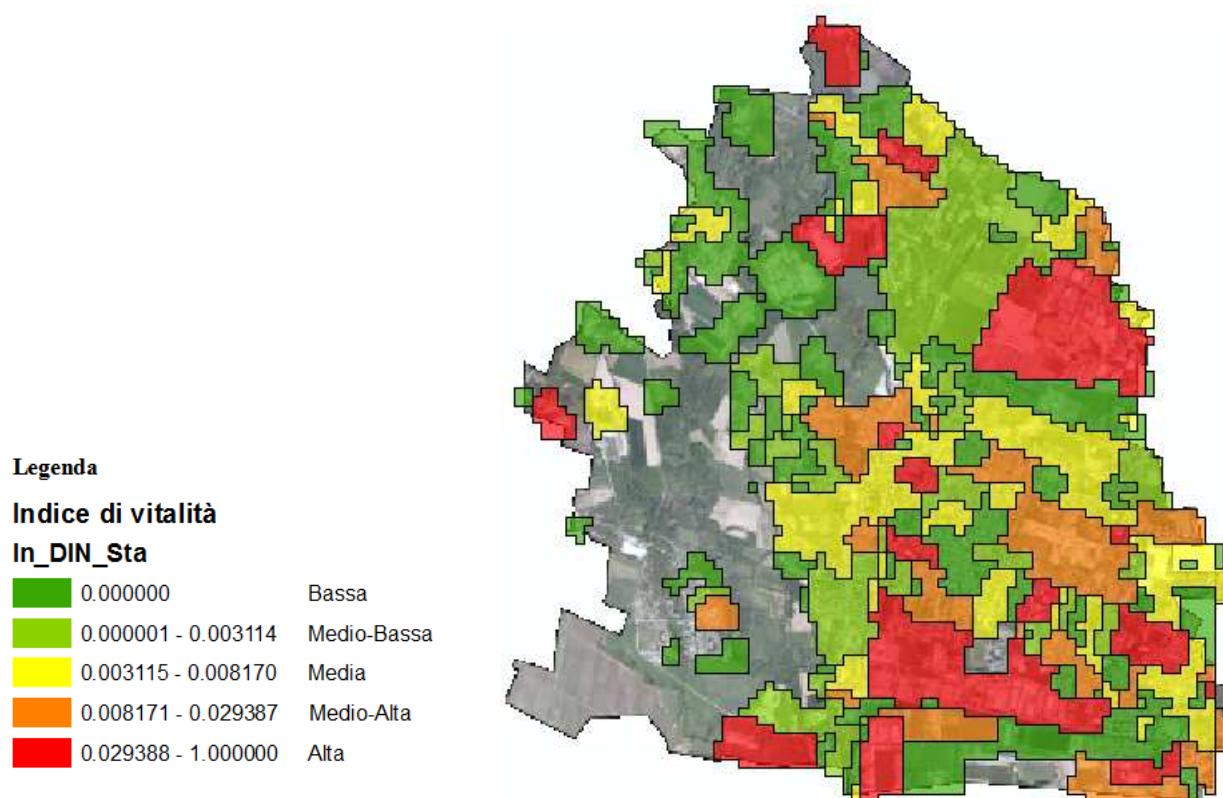 Legenda
Indice di vitalità
In_DIN_Sta
0.000000 Bassa
0.000001 - 0.003114 Medio-Bassa
0.003115 - 0.008170 Media
0.008171 - 0.029387 Medio-Alta
0.029388 - 1.000000 Alta